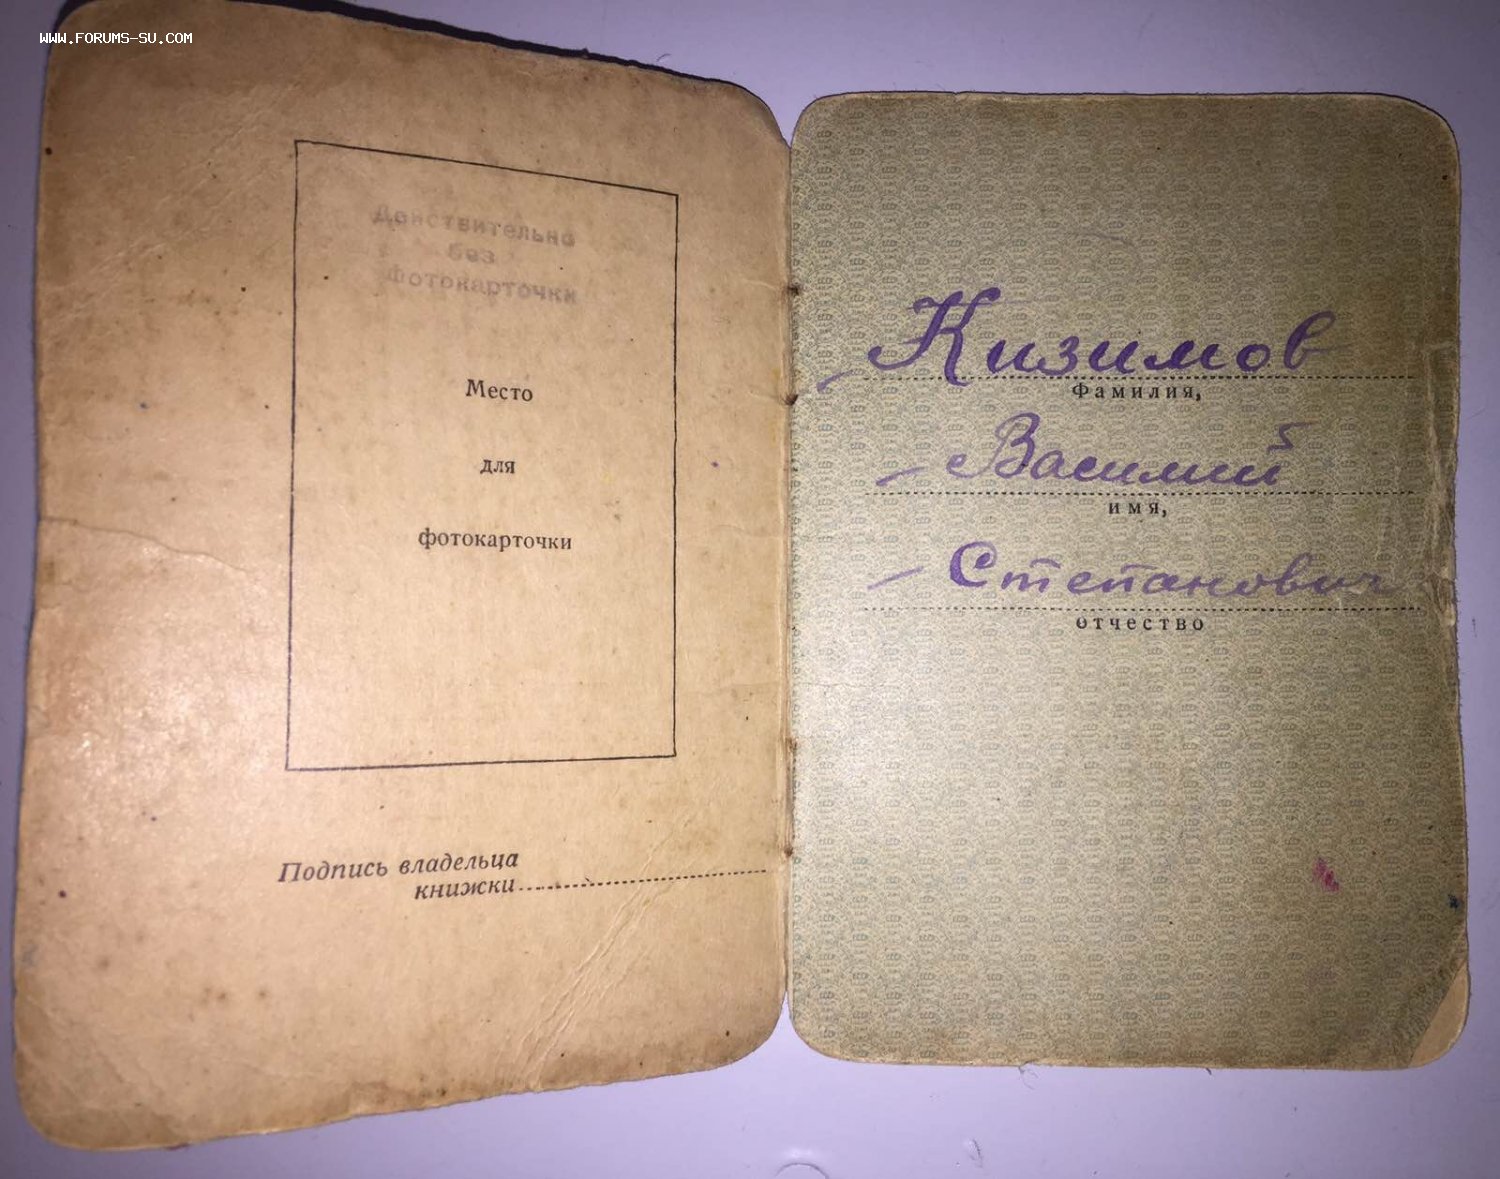 WWW.FORUMS-SU.COM
Действительно
без
фотокарточки
Место
для
фотокарточки
Подпись владельца
книжки
Кизимов
Фамилия,
Василий
имя,
Степанович
отчество